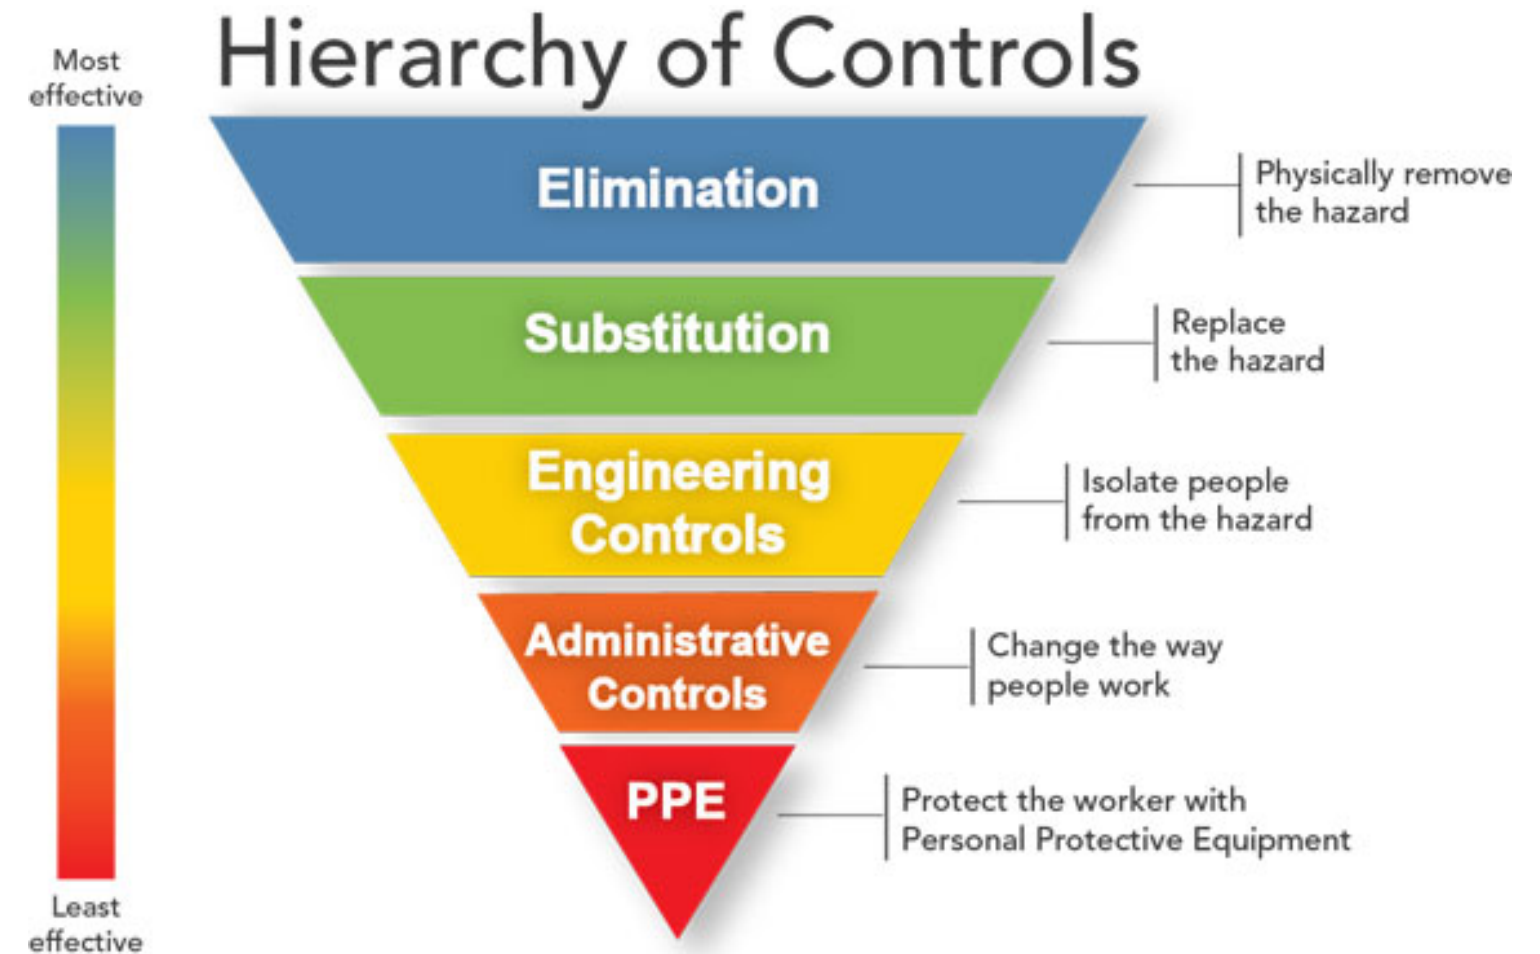 Hierarchy of Controls
Most
effective
Elimination
Physically remove
the hazard
Substitution
Replace
the hazard
Engineering
Controls
Isolate people
from the hazard
Administrative
Controls
Change the way
people work
PPE
Protect the worker with
Personal Protective Equipment
Least
effective